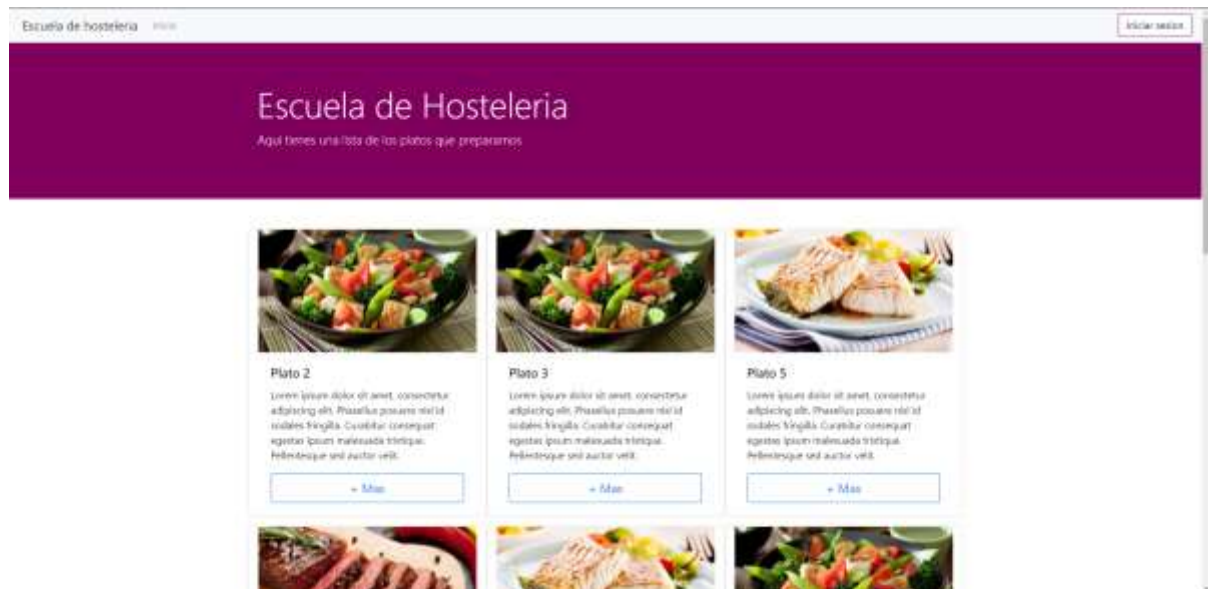 Escuela de hosteleria Inicio
Iniciar sesion
Escuela de Hosteleria
Aqui tienes una lista de los platos que preparamos
Plato 2
Lorem ipsum dolor sit amet, consectetur
adipiscing elit. Phasellus posuere nisl id
sodales fringilla. Curabitur consequat
egestas ipsum malesuada tristique.
Pellentesque sed auctor velit.
+ Mas
Plato 3
Lorem ipsum dolor sit amet, consectetur
adipiscing elit. Phasellus posuere nisl id
sodales fringilla. Curabitur consequat
egestas ipsum malesuada tristique.
Pellentesque sed auctor velit.
+ Mas
Plato 5
Lorem ipsum dolor sit amet, consectetur
adipiscing elit. Phasellus posuere nisl id
sodales fringilla. Curabitur consequat
egestas ipsum malesuada tristique.
Pellentesque sed auctor velit.
+ Mas